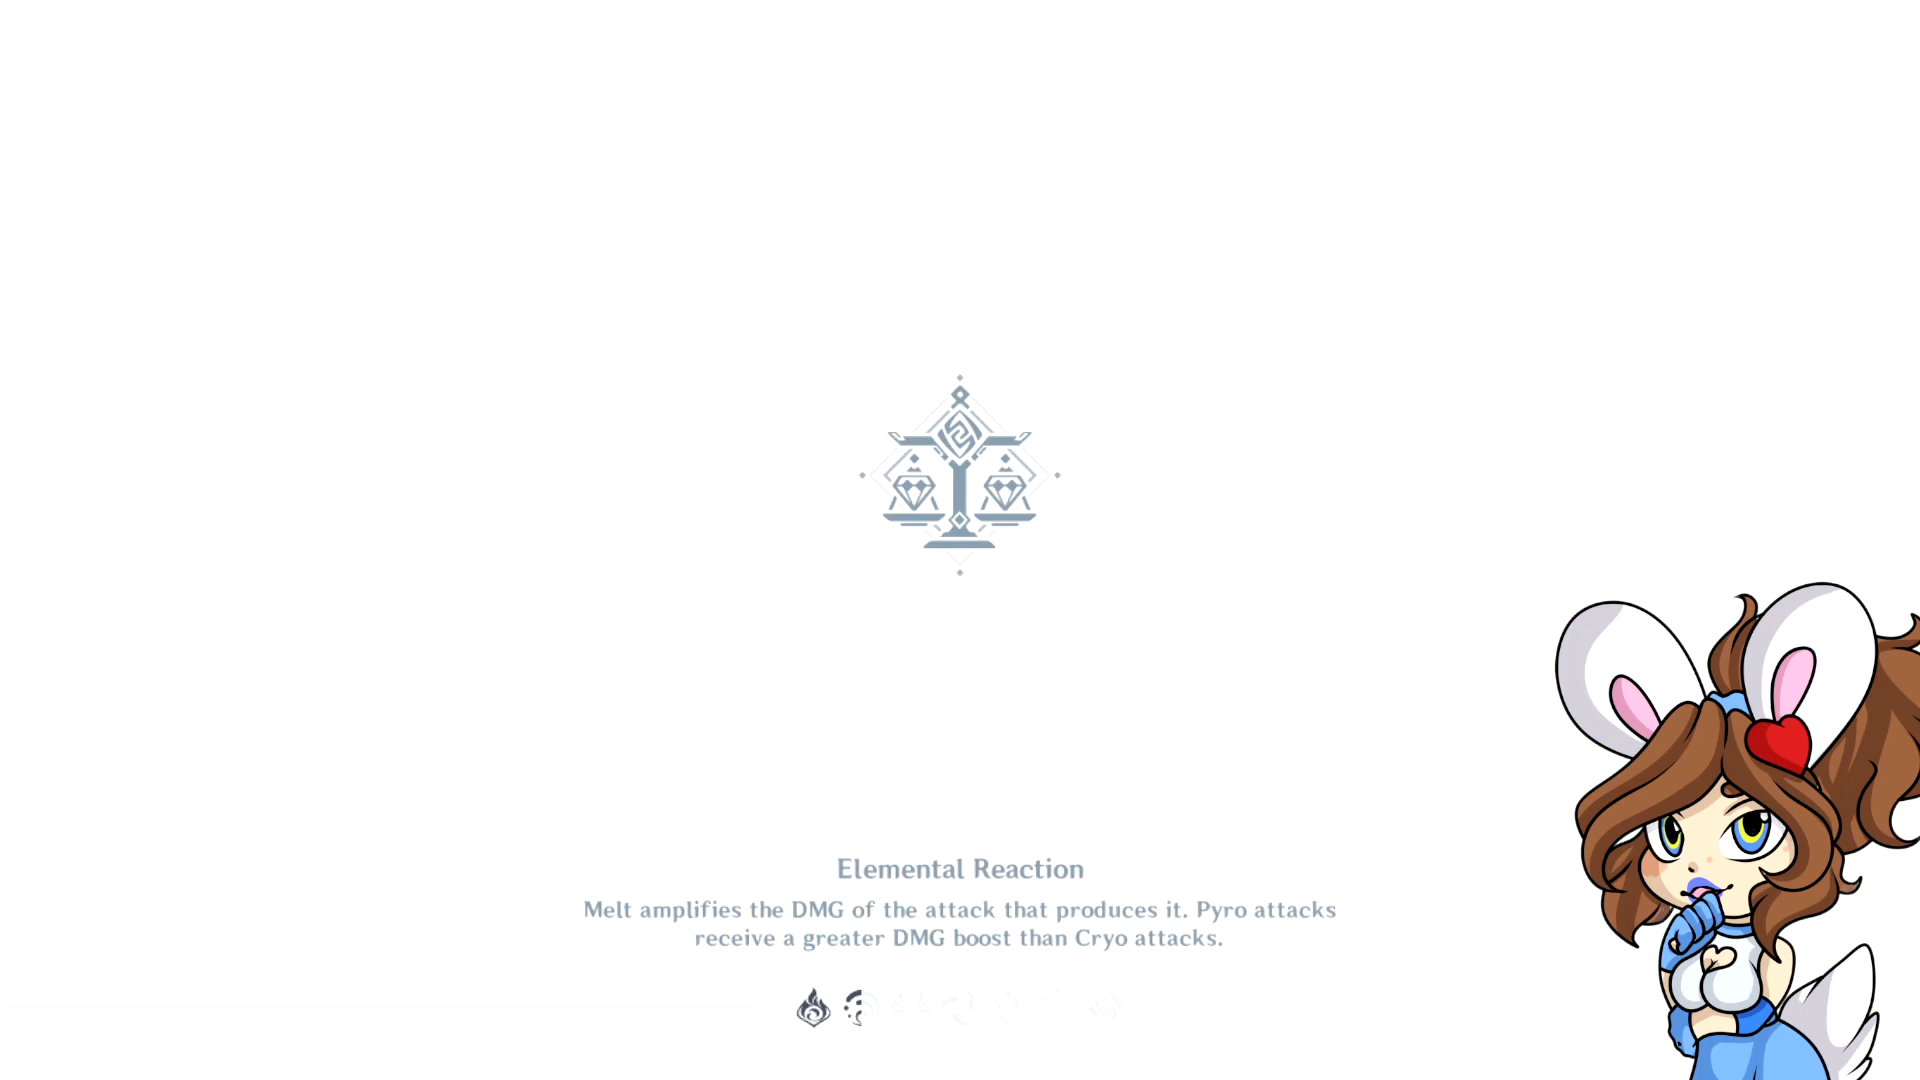 Elemental Reaction
Melt amplifies the DMG of the attack that produces it. Pyro attacks
receive a greater DMG boost than Cryo attacks.